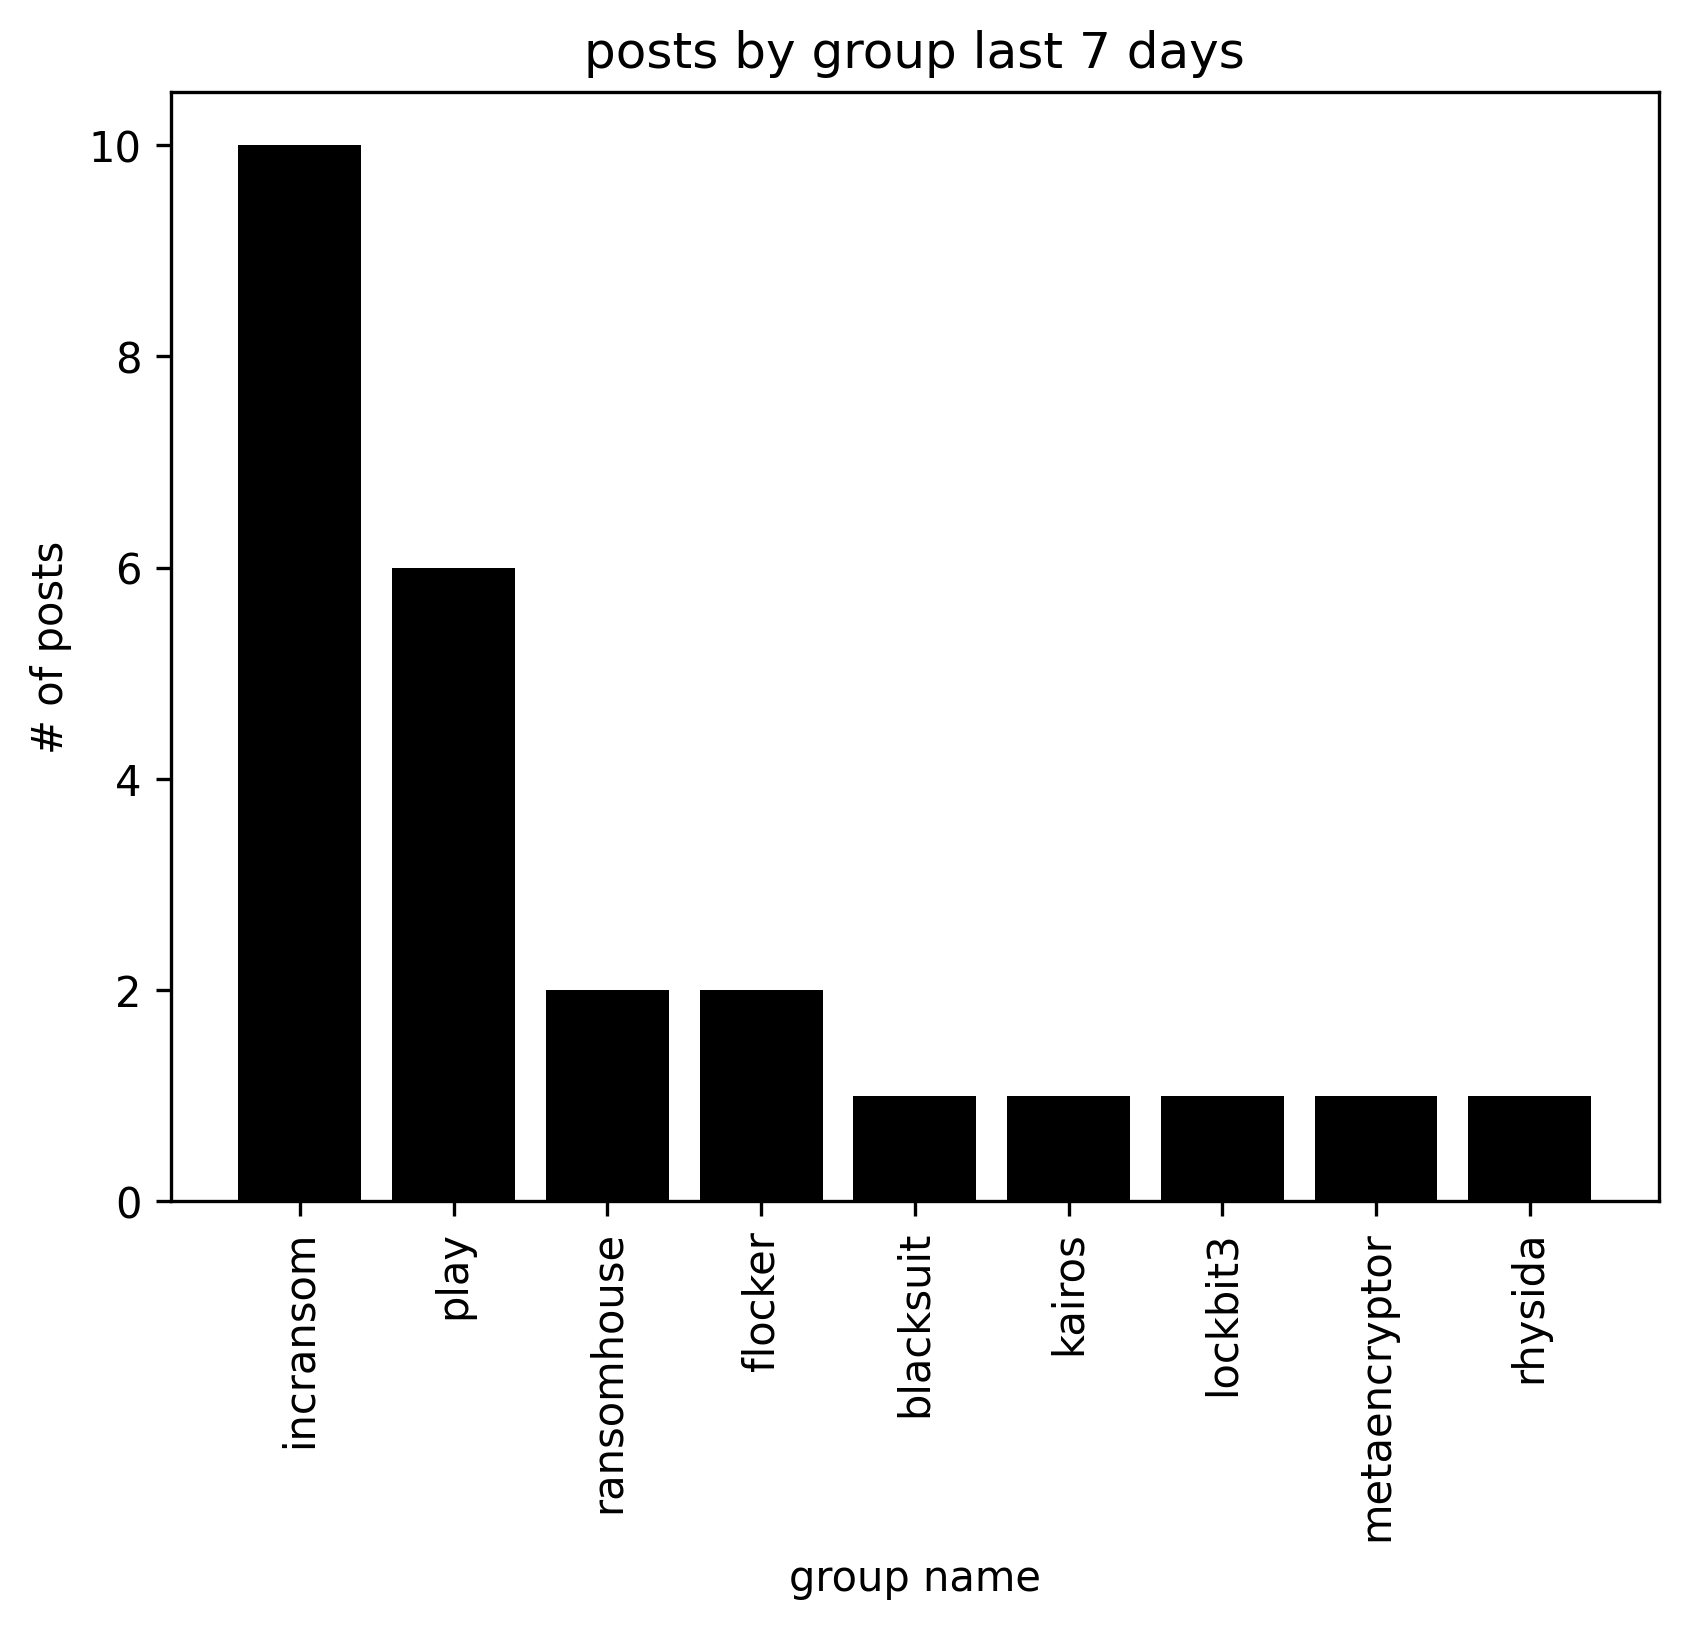 posts by group last 7 days
10
8
6
4
2
0
# of posts
incransom
play
ransomhouse
flocker
blacksuit
kairos
lockbit3
metaencryptor
rhysida
group name